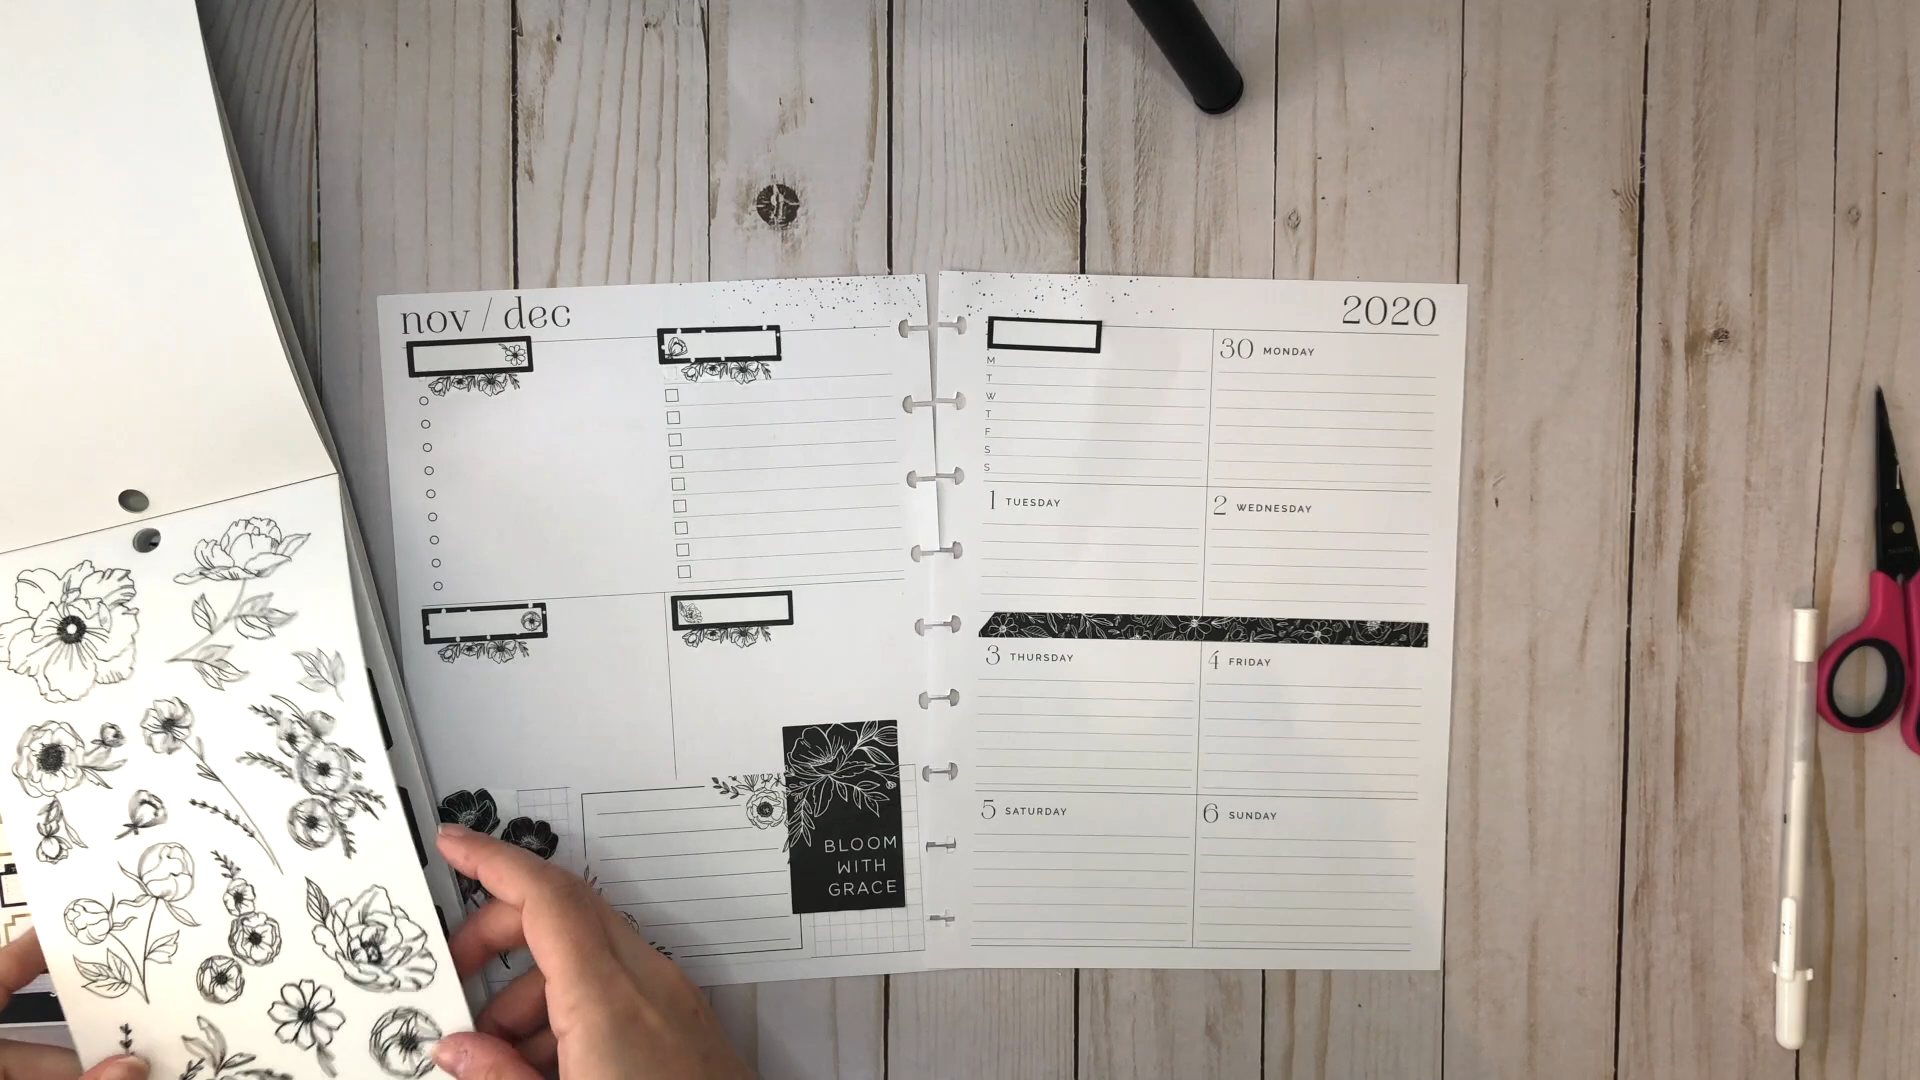 nov / dec
2020
M
T
W
T
F
S
S
30 MONDAY
1 TUESDAY
2 WEDNESDAY
3 THURSDAY
4 FRIDAY
5 SATURDAY
6 SUNDAY
BLOOM
WITH
GRACE